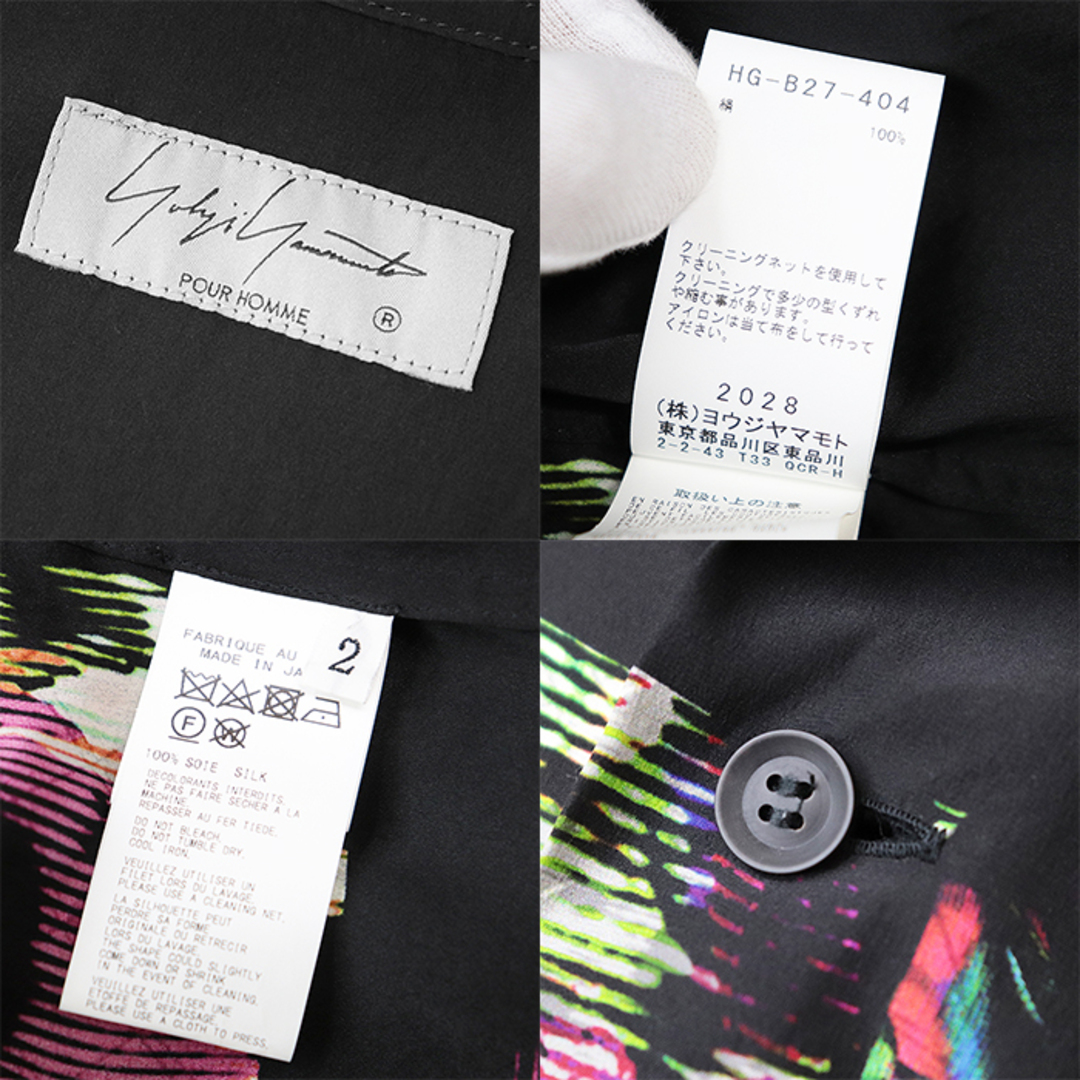 Yohji Yamamoto
POUR HOMME
®
HG-B27-404
絹
100%
クリーニングネットを使用して
下さい。
クリーニングで多少の型くずれ
や縮む事があります。
アイロンは当て布をして行って
ください。
2028
(株)ヨウジヤマモト
東京都品川区東品川
2-2-43 T33 QCR-H
取扱い上の注意
EN RAISON DES
FABRIQUE AU
MADE IN JA
2
F
W
100% SOIE SILK
DECOLORANTS INTERDITS.
NE PAS FAIRE SECHER A LA
MACHINE.
REPASSER AU FER TIEDE.
DO NOT BLEACH.
DO NOT TUMBLE DRY.
COOL IRON.
VEUILLEZ UTILISER UN
FILET LORS DU LAVAGE.
PLEASE USE A CLEANING NET.
LA SILHOUETTE PEUT
PERDRE SA FORME
ORIGINALE OU RETRECIR
LORS DU LAVAGE.
THE SHAPE COULD SLIGHTLY
COME DOWN OR SHRINK
IN THE EVENT OF CLEANING.
VEUILLEZ UTILISER UNE
ETOFFE DE REPASSAGE.
PLEASE USE A CLOTH TO PRESS.